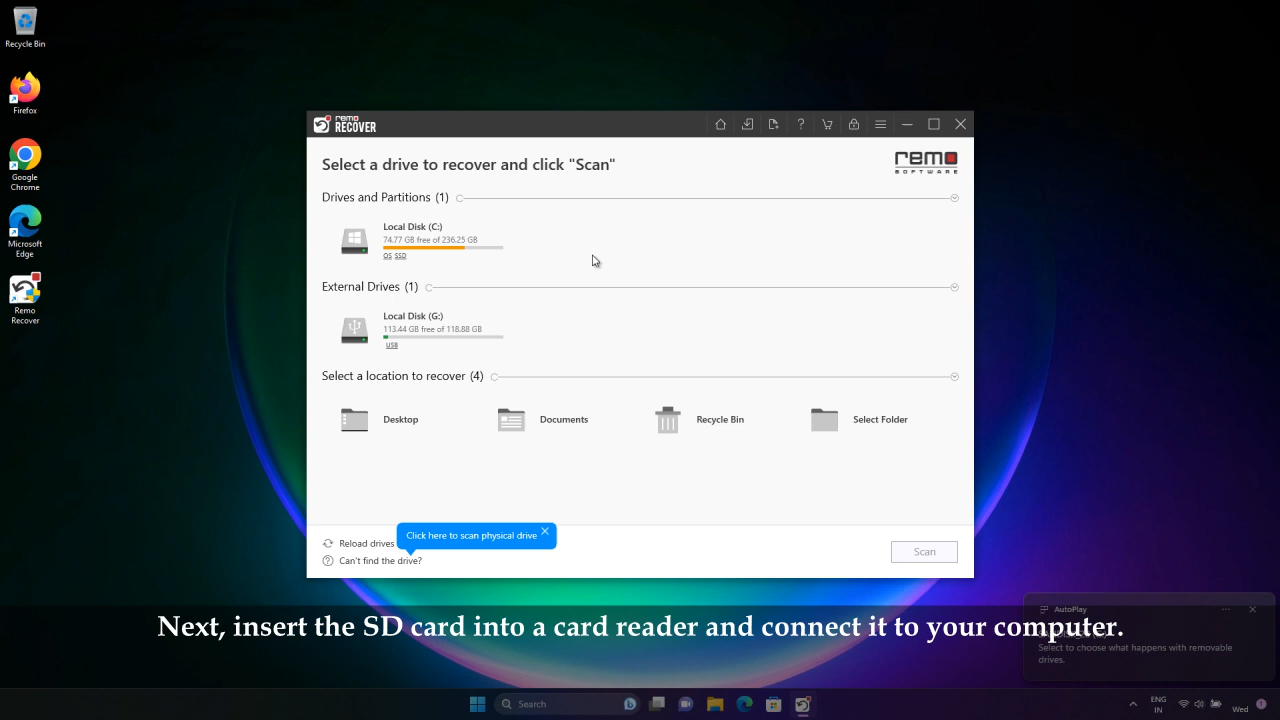 Recycle Bin
Firefox
Google
Chrome
Microsoft
Edge
Remo
Recover
remo
RECOVER
Select a drive to recover and click "Scan"
remo
SOFTWARE
Drives and Partitions (1)
Local Disk (C:)
74.77 GB free of 236.25 GB
OS SSD
External Drives (1)
Local Disk (G:)
113.44 GB free of 118.88 GB
USB
Select a location to recover (4)
Desktop
Documents
Recycle Bin
Select Folder
Click here to scan physical drive
Reload drives
Can't find the drive?
Scan
AutoPlay
Next, insert the SD card into a card reader and connect it to your computer.
Select to choose what happens with removable
drives.
Search
ENG
IN
Wed